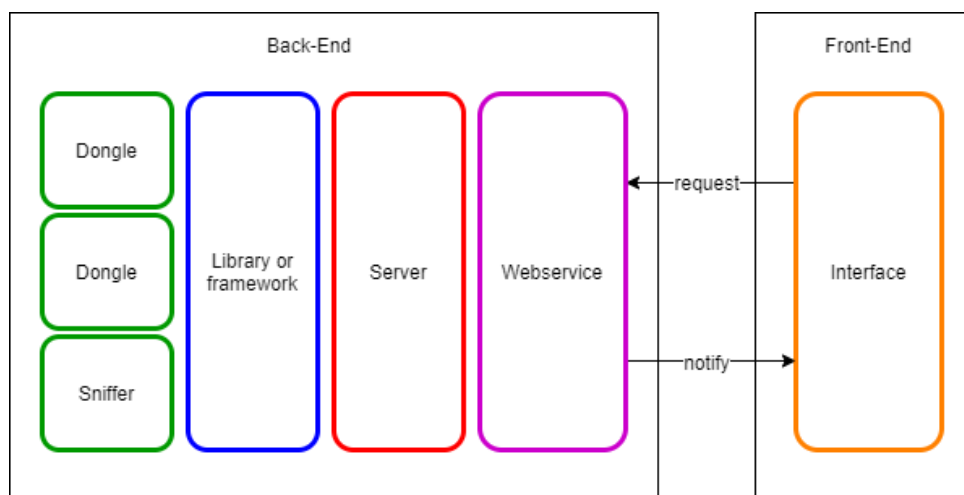 Back-End
Front-End
Dongle
Dongle
Sniffer
Library or
framework
Server
Webservice
request
notify
Interface